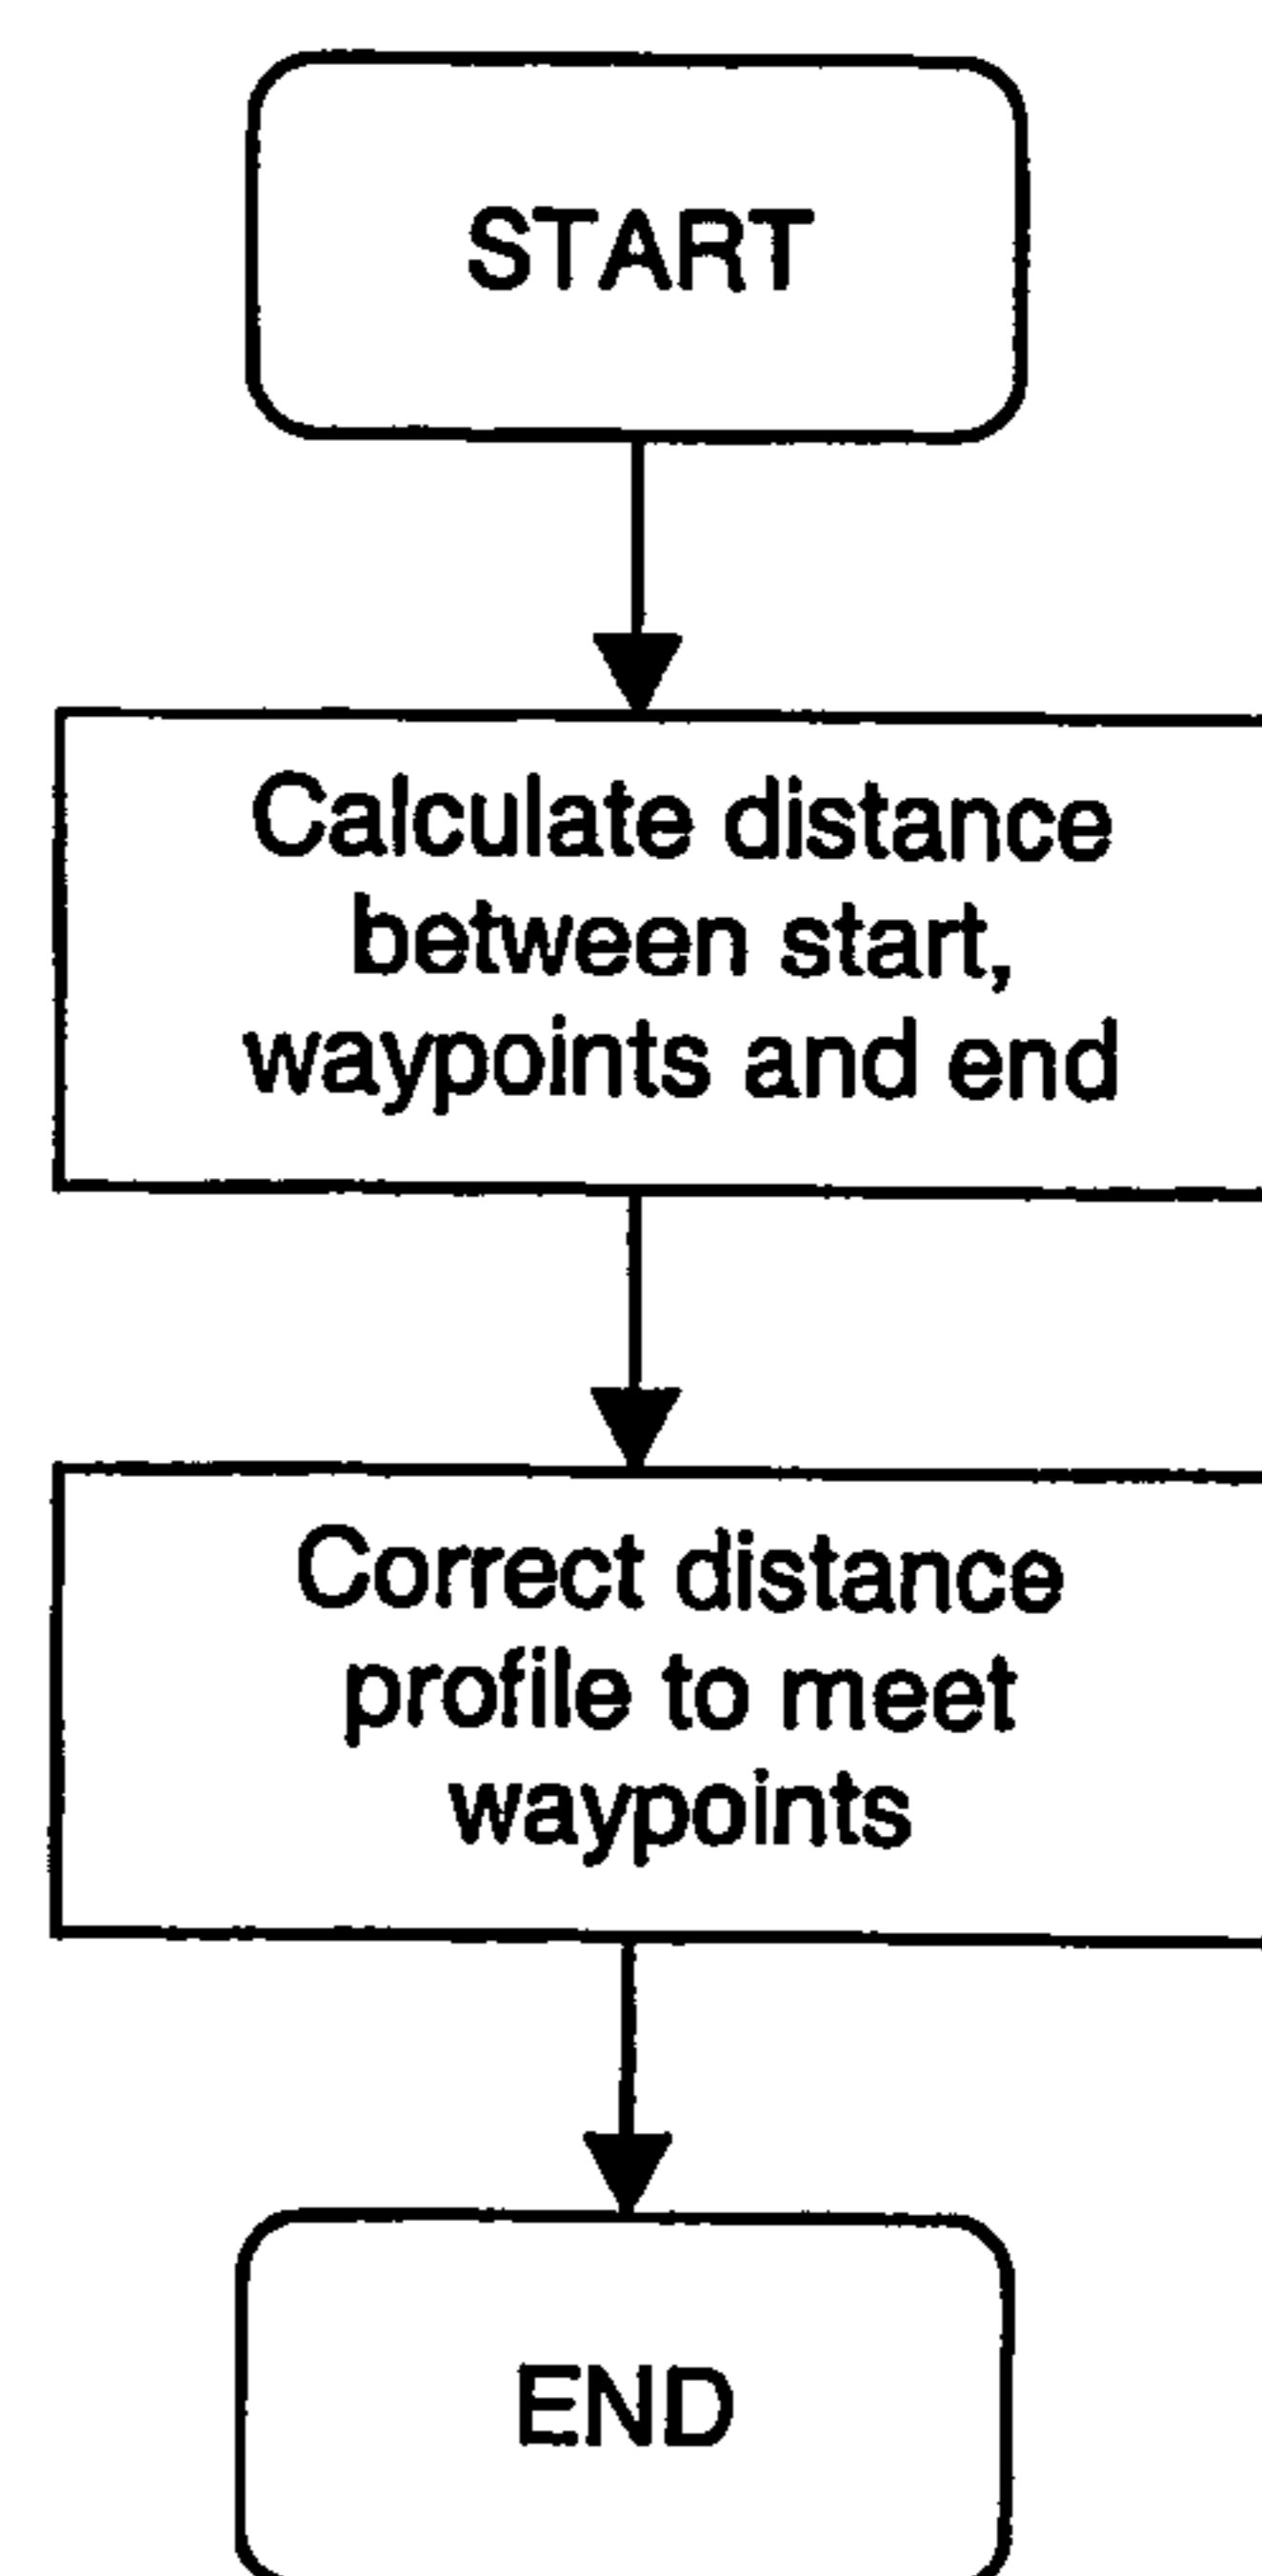 START
Calculate distance
between start,
waypoints and end
Correct distance
profile to meet
waypoints
END